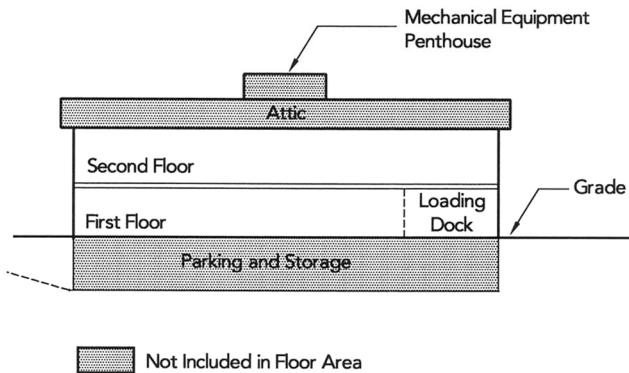 Mechanical Equipment
Penthouse
Attic
Second Floor
Grade
Loading
Dock
First Floor
Parking and Storage
Not Included in Floor Area